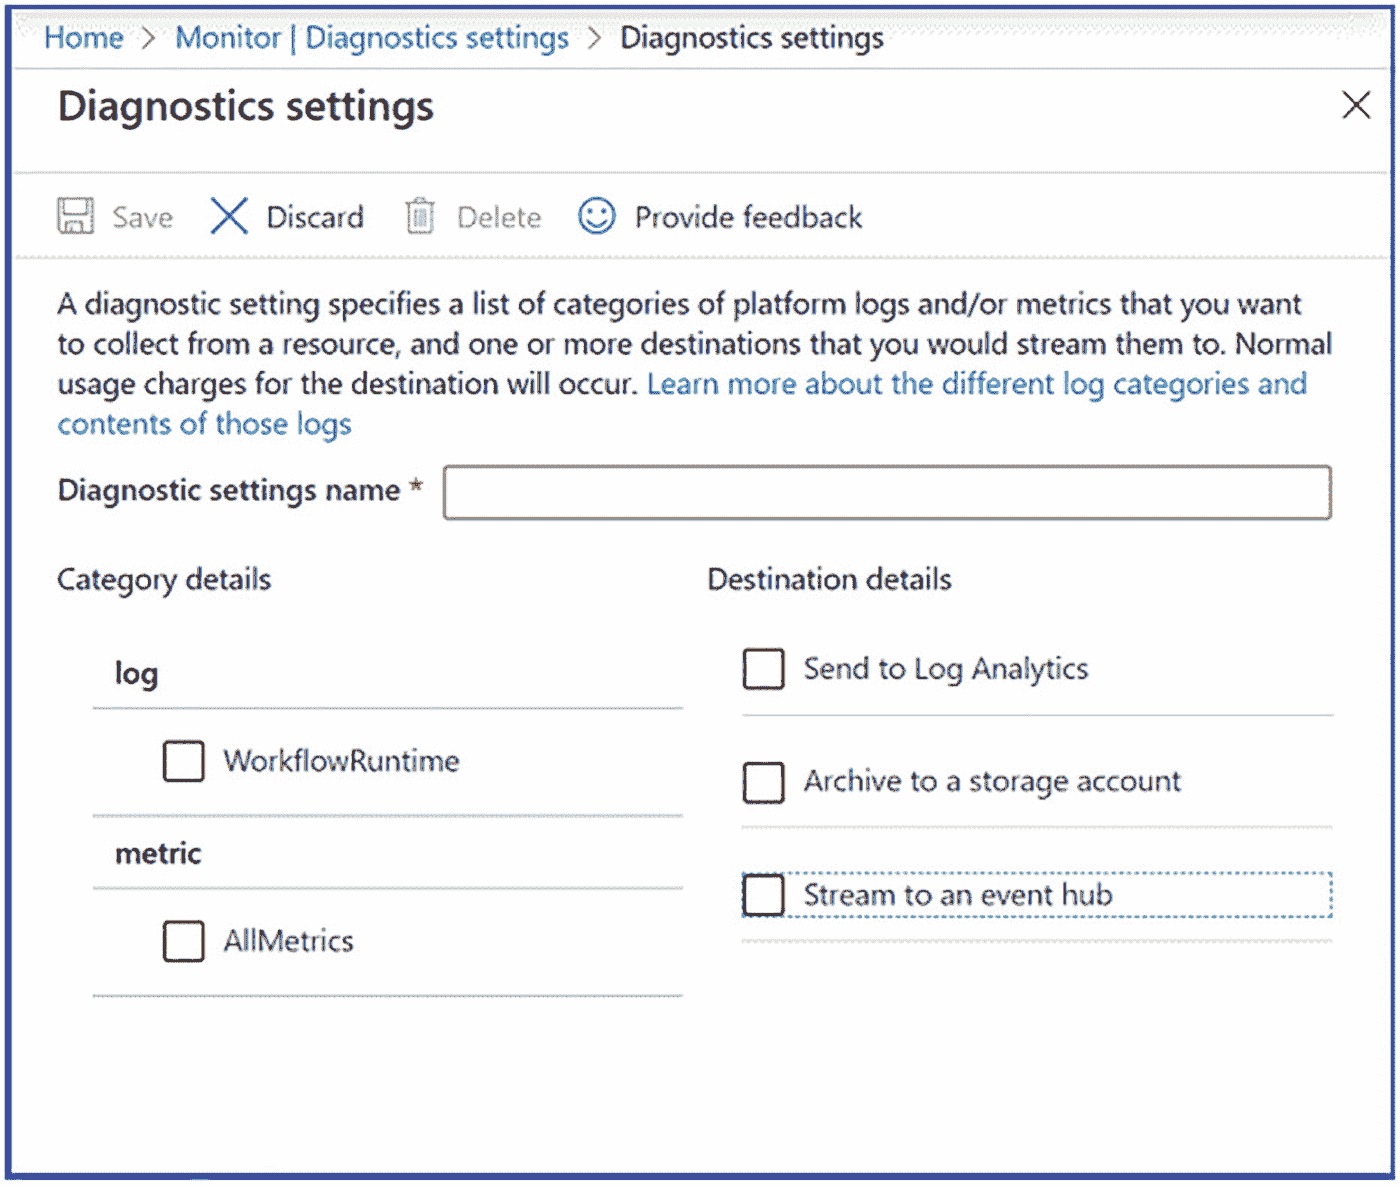 Home > Monitor | Diagnostics settings > Diagnostics settings
Diagnostics settings
Save Discard Delete Provide feedback
A diagnostic setting specifies a list of categories of platform logs and/or metrics that you want
to collect from a resource, and one or more destinations that you would stream them to. Normal
usage charges for the destination will occur. Learn more about the different log categories and
contents of those logs
Diagnostic settings name *
Category details
log
WorkflowRuntime
metric
AllMetrics
Destination details
Send to Log Analytics
Archive to a storage account
Stream to an event hub